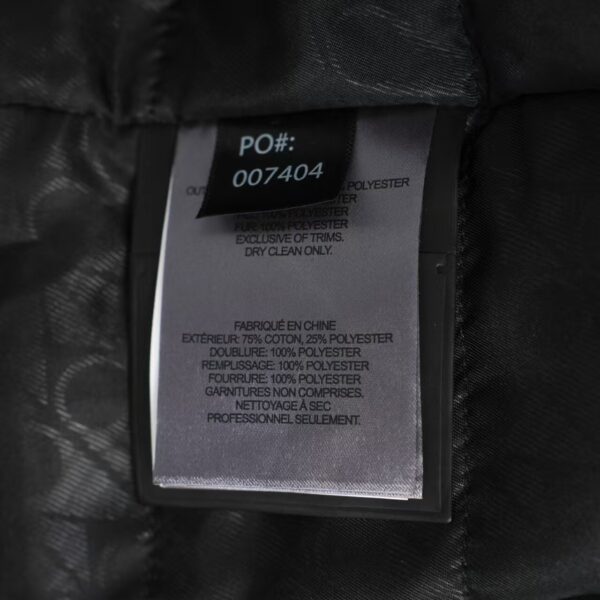 PO#:
007404
POLYESTER
100% POLYESTER
FUR: 100% POLYESTER
EXCLUSIVE OF TRIMS.
DRY CLEAN ONLY.
FABRIQUÉ EN CHINE
EXTÉRIEUR: 75% COTON, 25% POLYESTER
DOUBLURE: 100% POLYESTER
REMPLISSAGE: 100% POLYESTER
FOURRURE: 100% POLYESTER
GARNITURES NON COMPRISES.
NETTOYAGE À SEC
PROFESSIONNEL SEULEMENT.